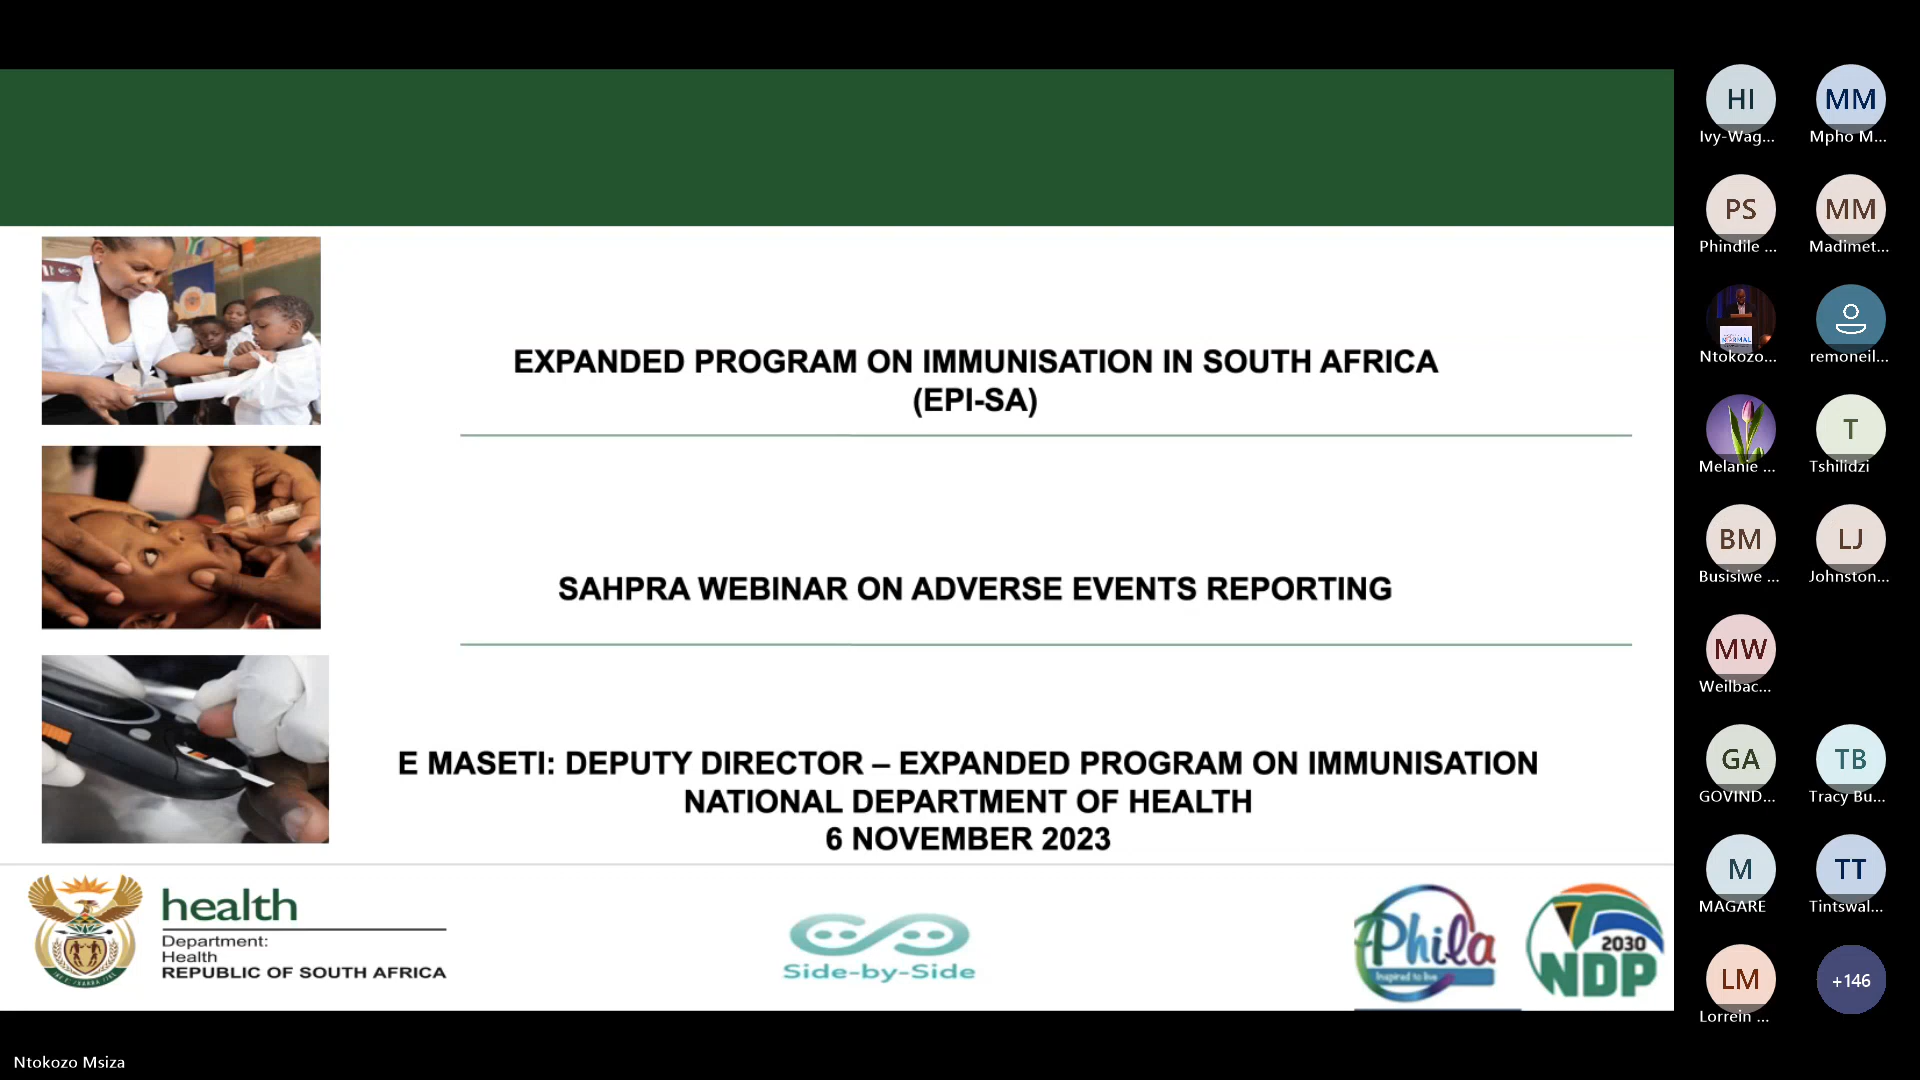 EXPANDED PROGRAM ON IMMUNISATION IN SOUTH AFRICA
(EPI-SA)
SAHPRA WEBINAR ON ADVERSE EVENTS REPORTING
E MASETI: DEPUTY DIRECTOR – EXPANDED PROGRAM ON IMMUNISATION
NATIONAL DEPARTMENT OF HEALTH
6 NOVEMBER 2023
health
Department:
Health
REPUBLIC OF SOUTH AFRICA
Side-by-Side
Phila
Inspired to live
2030
NDP
HI
Ivy-Wag...
MM
Mpho M...
PS
Phindile ...
MM
Madimet...
Ntokozo...
remoneil...
Melanie ...
T
Tshilidzi
BM
Busisiwe ...
LJ
Johnston...
MW
Weilbac...
GA
GOVIND...
TB
Tracy Bu...
M
MAGARE
TT
Tintswal...
LM
Lorrein ...
+146
Ntokozo Msiza